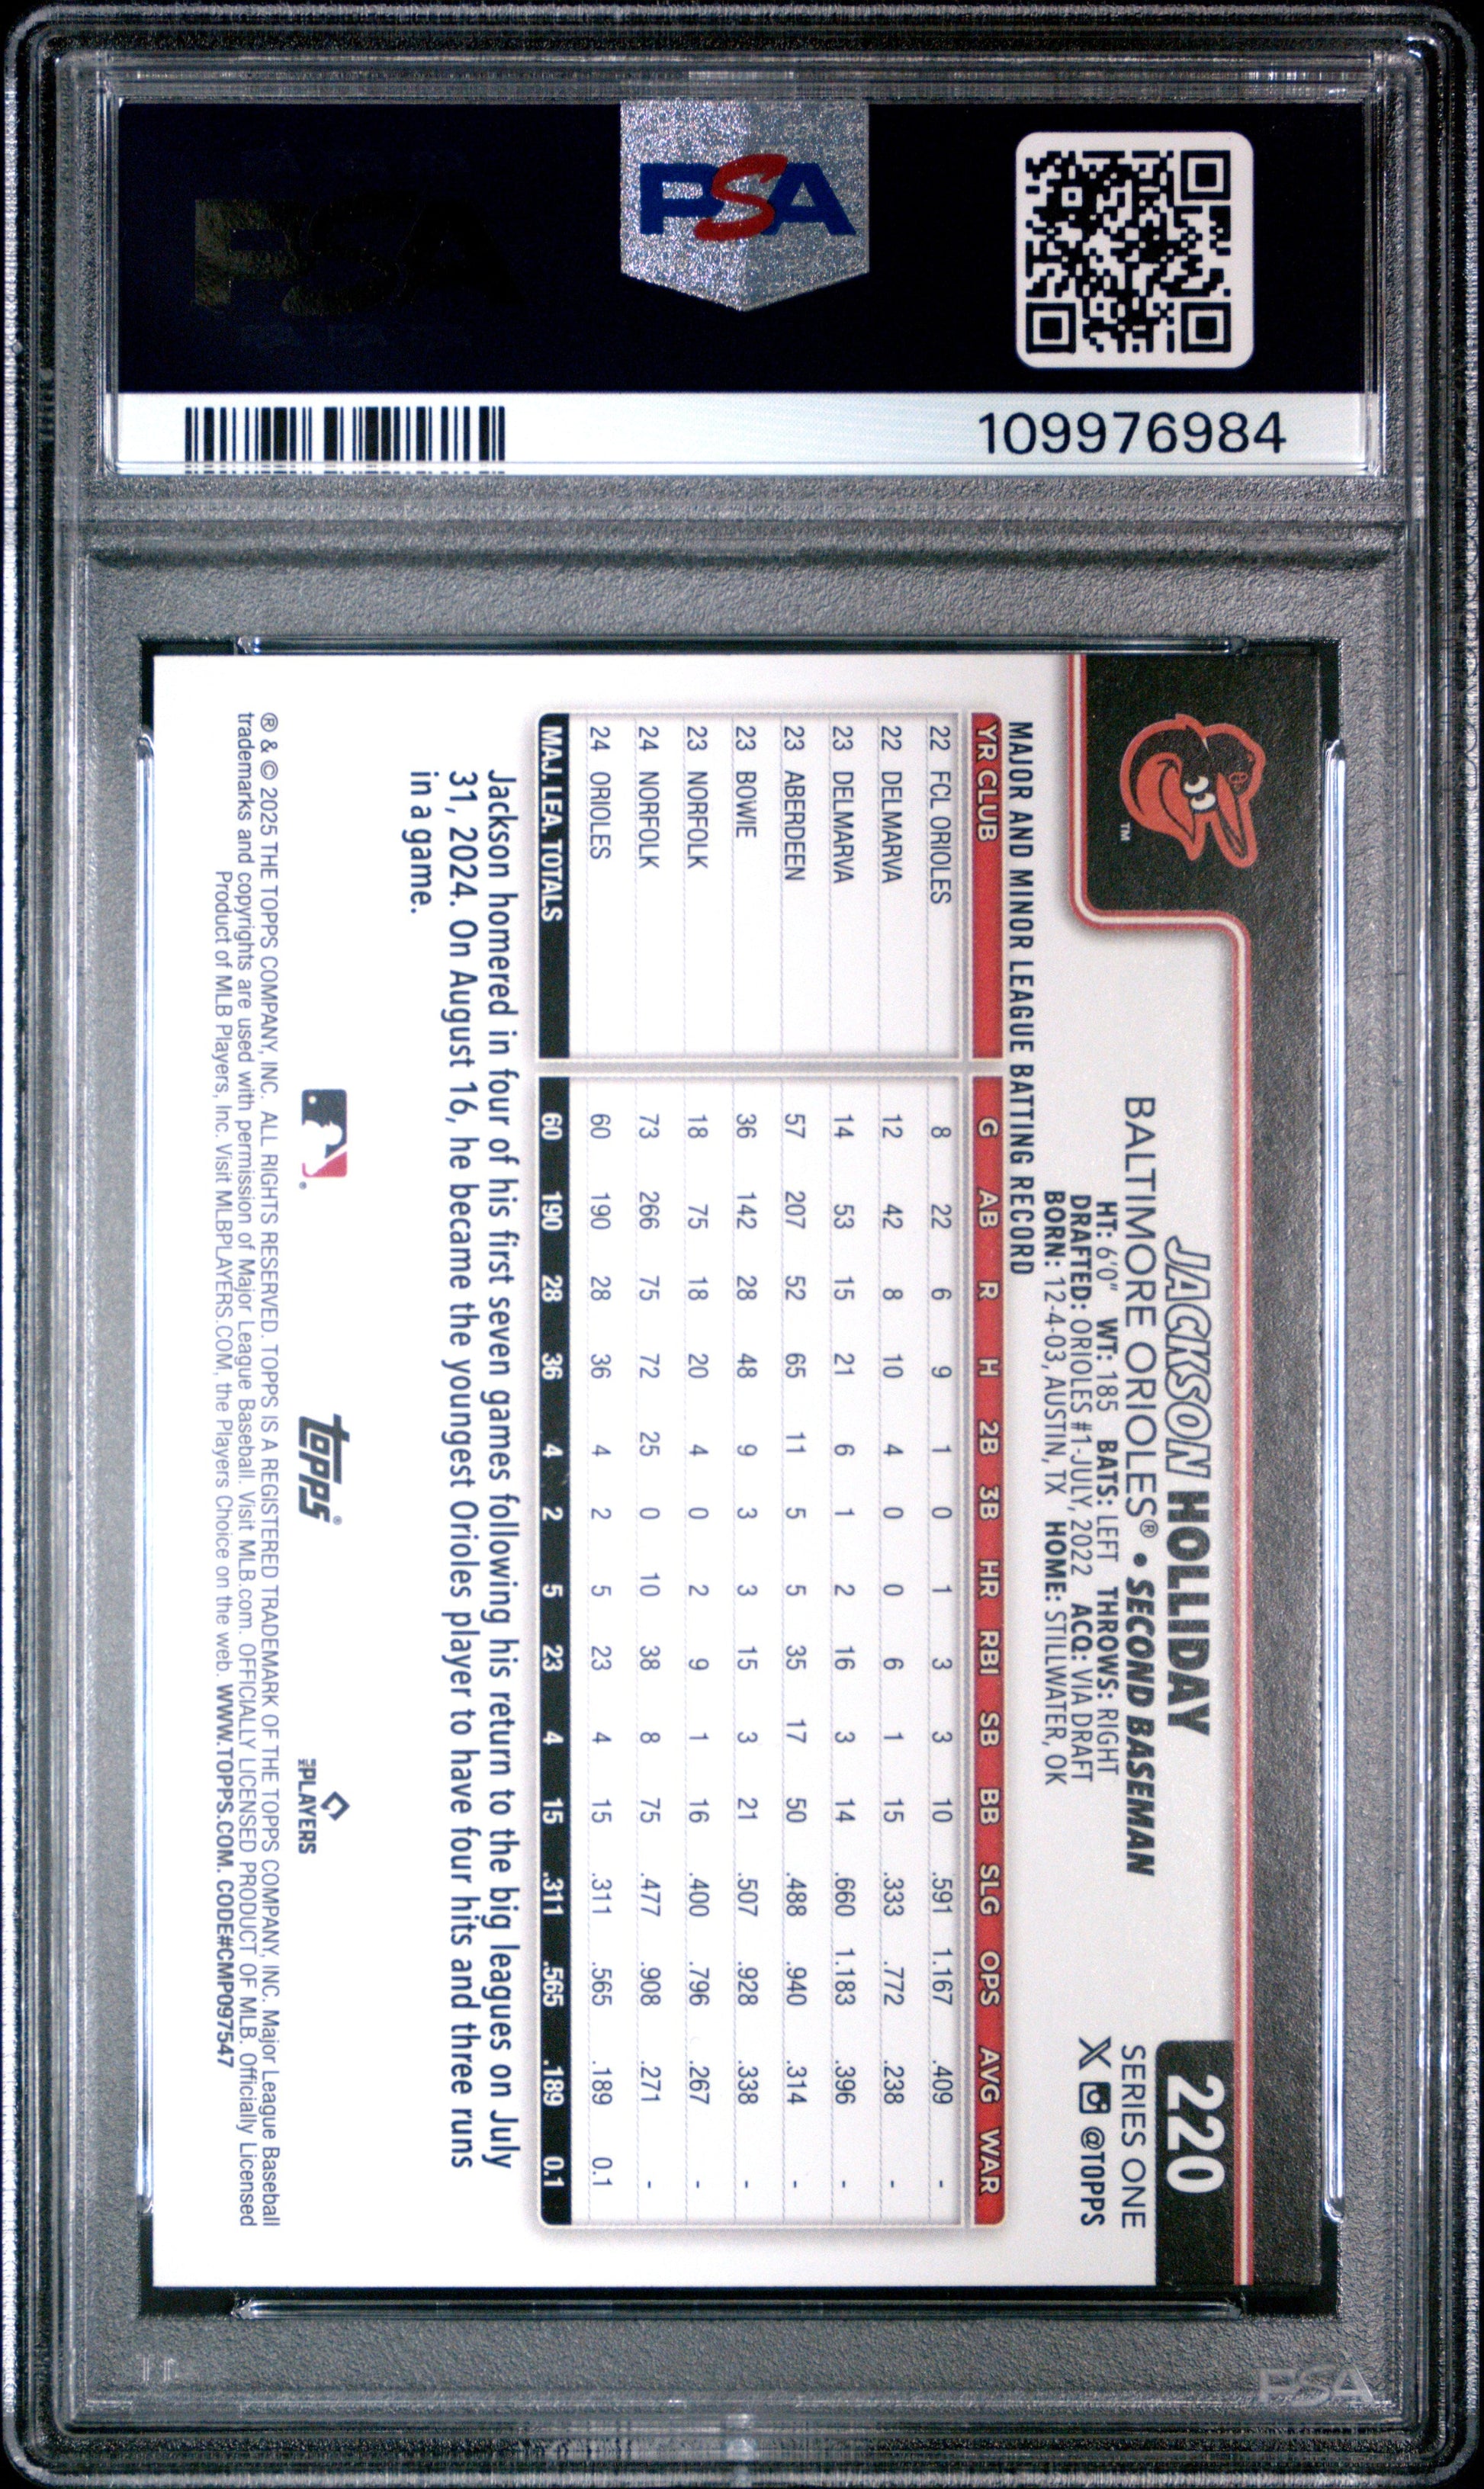 PSA
PSA
109976984
220
JACKSON HOLLIDAY
SERIES ONE
BALTIMORE ORIOLES® • SECOND BASEMAN
X @TOPPS
HT: 6'0" WT: 185 BATS: LEFT THROWS: RIGHT
DRAFTED: ORIOLES #1-JULY, 2022 ACQ: VIA DRAFT
BORN: 12-4-03, AUSTIN, TX HOME: STILLWATER, OK
TM
MAJOR AND MINOR LEAGUE BATTING RECORD
YR CLUB G AB R H 2B 3B HR RBI SB BB SLG OPS AVG WAR
22 FCL ORIOLES 8 22 6 9 1 0 1 3 3 10 .591 1.167 .409 -
22 DELMARVA 12 42 8 10 4 0 0 6 1 15 .333 .772 .238 -
23 DELMARVA 14 53 15 21 6 1 2 16 3 14 .660 1.183 .396 -
23 ABERDEEN 57 207 52 65 11 5 5 35 17 50 .488 .940 .314 -
23 BOWIE 36 142 28 48 9 3 3 15 3 21 .507 .928 .338 -
23 NORFOLK 18 75 18 20 4 0 2 9 1 16 .400 .796 .267 -
24 NORFOLK 73 266 75 72 25 0 10 38 8 75 .477 .908 .271 -
24 ORIOLES 60 190 28 36 4 2 5 23 4 15 .311 .565 .189 0.1
MAJ. LEA. TOTALS 60 190 28 36 4 2 5 23 4 15 .311 .565 .189 0.1
Jackson homered in four of his first seven games following his return to the big leagues on July
31, 2024. On August 16, he became the youngest Orioles player to have four hits and three runs
in a game.
topps®
MLB PLAYERS
® & © 2025 THE TOPPS COMPANY, INC. ALL RIGHTS RESERVED. TOPPS IS A REGISTERED TRADEMARK OF THE TOPPS COMPANY, INC. Major League Baseball
trademarks and copyrights are used with permission of Major League Baseball. Visit MLB.com. OFFICIALLY LICENSED PRODUCT OF MLB. Officially Licensed
Product of MLB Players, Inc. Visit MLBPLAYERS.COM, the Players Choice on the web. WWW.TOPPS.COM. CODE#CMP097547
PSA